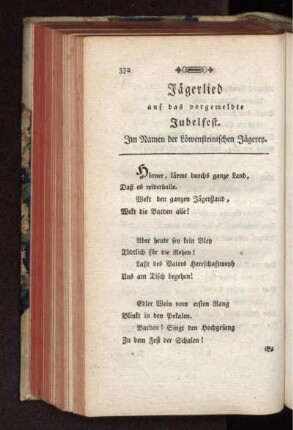 372
Jägerlied
auf das vorgemeldte
Jubelfest.
Im Namen der Löwensteinischen Jägerey.
Hörner, lärmt durchs ganze Land,
Daß es widerhalle.
Wekt den ganzen Jägerstand,
Wekt die Barden alle!
Aber heute sey kein Bley
Tödtlich für die Rehen!
Laßt des Vaters Herrschaftweyh
Uns am Tisch begehen!
Edler Wein vom ersten Rang
Blinkt in den Pokalen.
Barden! Singt den Hochgesang
Zu dem Fest der Schalen!